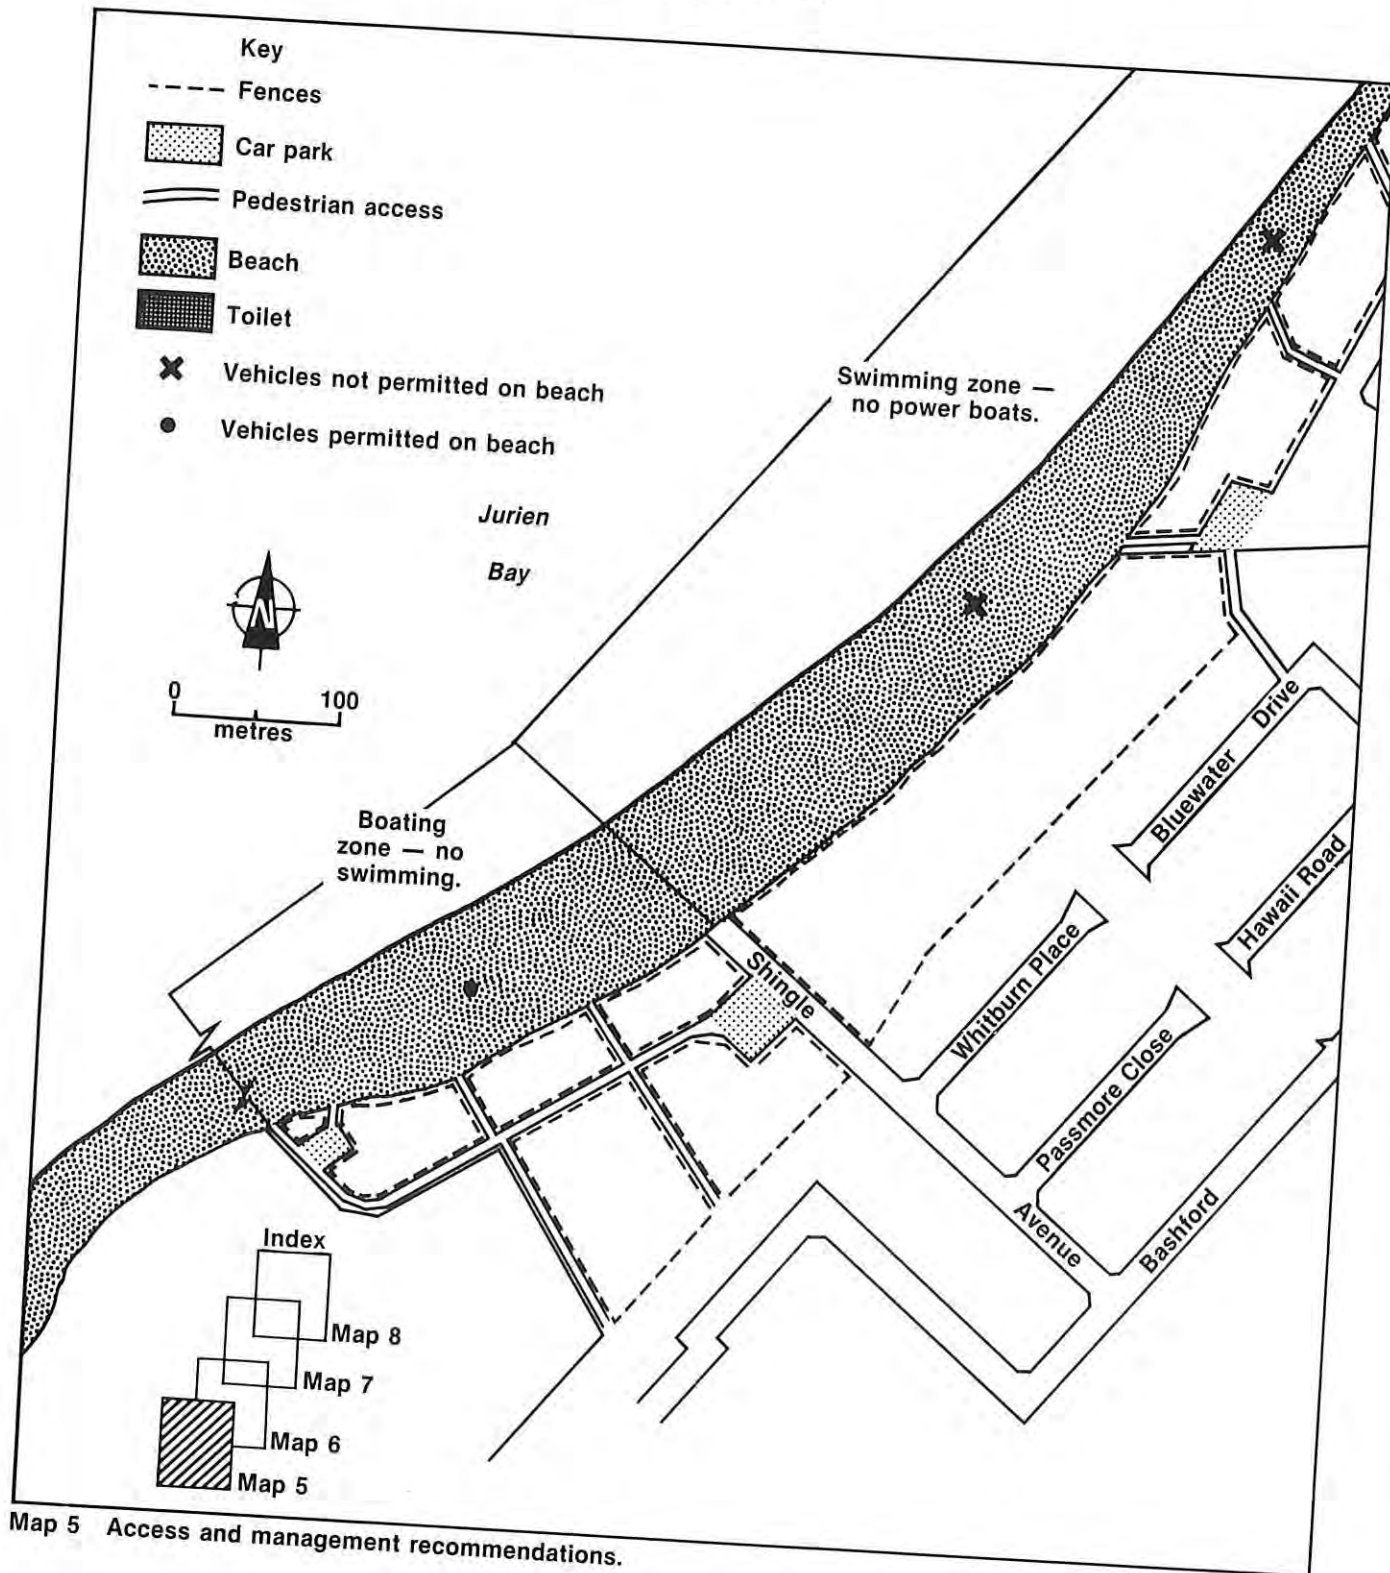 Key
Fences
Car park
Pedestrian access
Beach
Toilet
Vehicles not permitted on beach
Vehicles permitted on beach
Swimming zone —
no power boats.
Jurien
Bay
N
0 100
metres
Boating
zone — no
swimming.
Shingle
Avenue
Whitburn Place
Bluewater Drive
Hawaii Road
Passmore Close
Bashford
Index
Map 8
Map 7
Map 6
Map 5
Map 5 Access and management recommendations.